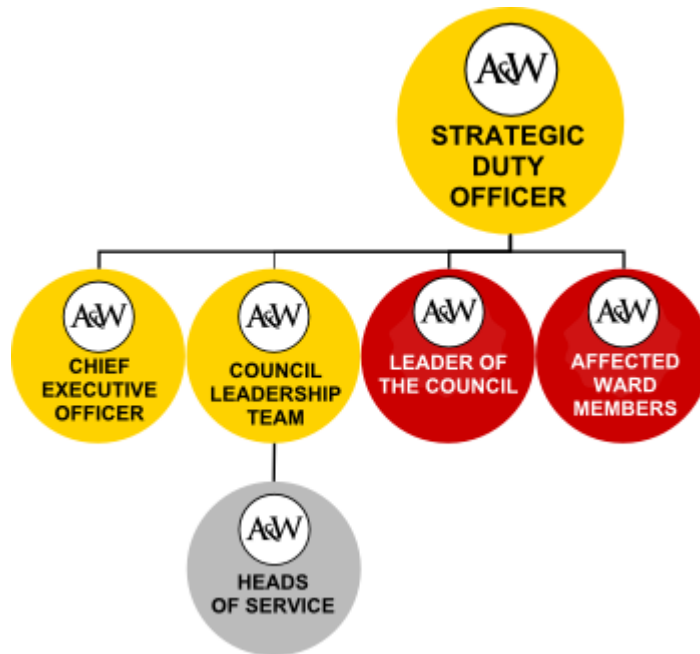 A&W
STRATEGIC
DUTY
OFFICER
A&W
CHIEF
EXECUTIVE
OFFICER
A&W
COUNCIL
LEADERSHIP
TEAM
A&W
LEADER OF
THE COUNCIL
A&W
AFFECTED
WARD
MEMBERS
A&W
HEADS
OF SERVICE